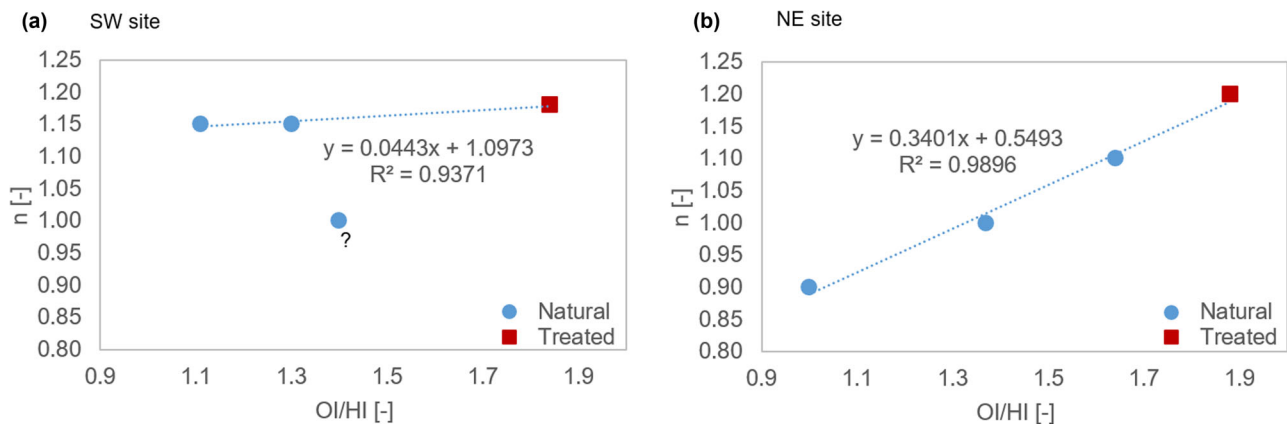 (a) SW site
1.25
1.20
1.15
1.10
1.05
1.00
0.95
0.90
0.85
0.80
n [-]
y = 0.0443x + 1.0973
R² = 0.9371
?
Natural
Treated
0.9 1.1 1.3 1.5 1.7 1.9
OI/HI [-]
(b) NE site
1.25
1.20
1.15
1.10
1.05
1.00
0.95
0.90
0.85
0.80
n [-]
y = 0.3401x + 0.5493
R² = 0.9896
Natural
Treated
0.9 1.1 1.3 1.5 1.7 1.9
OI/HI [-]